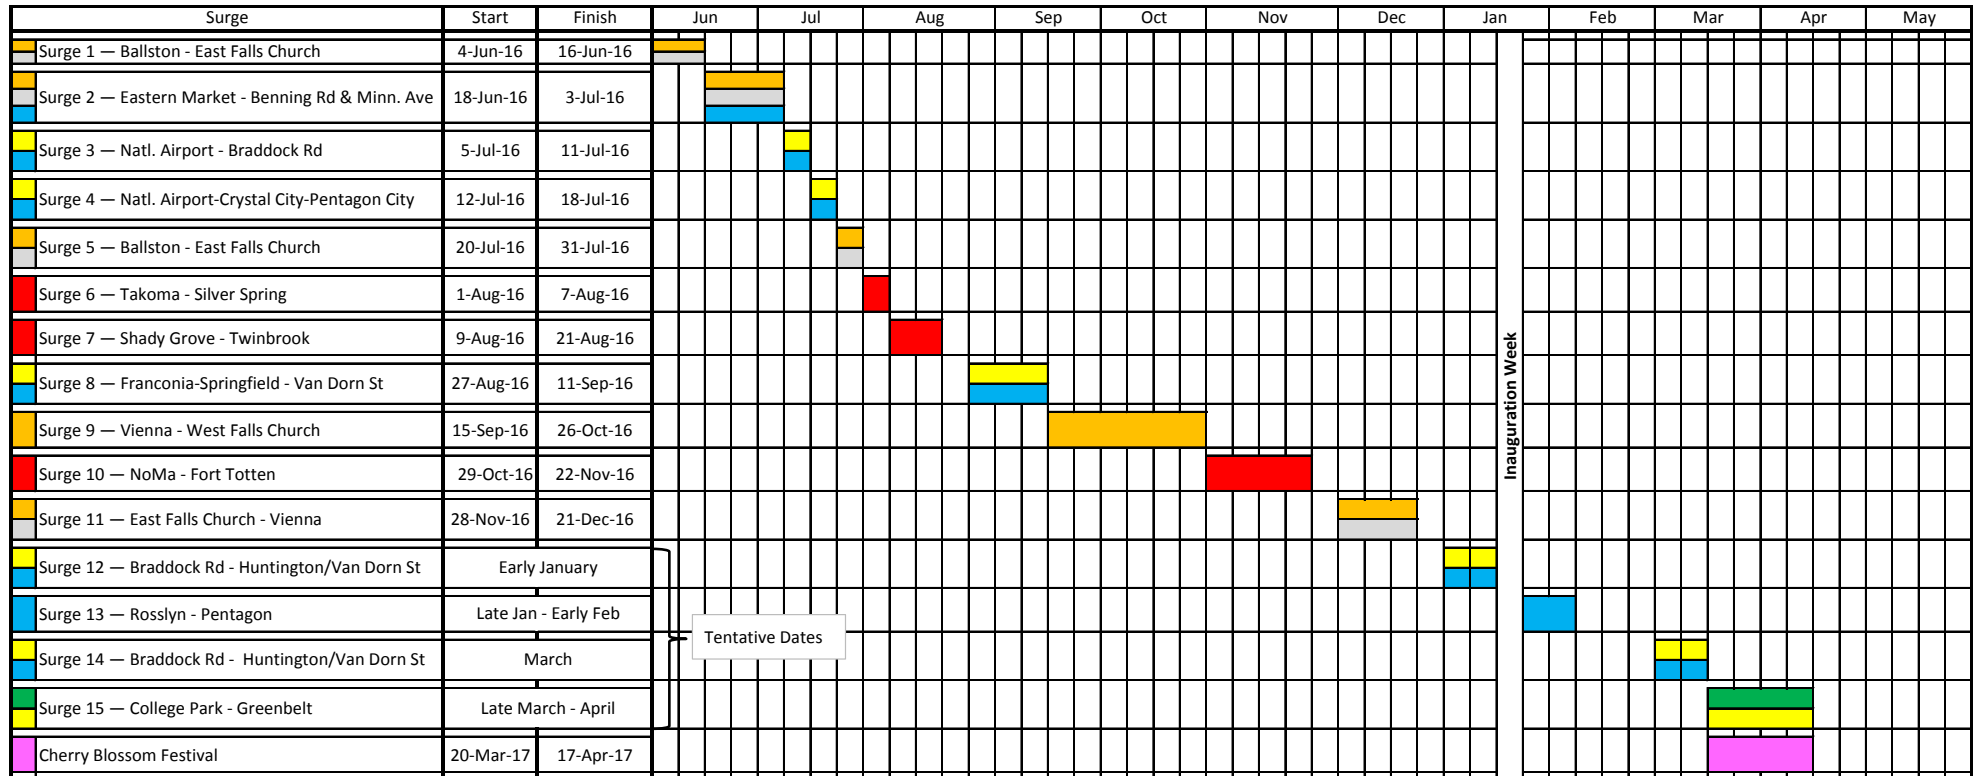 Surge Start Finish Jun Jul Aug Sep Oct Nov Dec Jan Feb Mar Apr May
Surge 1 — Ballston - East Falls Church 4-Jun-16 16-Jun-16
Surge 2 — Eastern Market - Benning Rd & Minn. Ave 18-Jun-16 3-Jul-16
Surge 3 — Natl. Airport - Braddock Rd 5-Jul-16 11-Jul-16
Surge 4 — Natl. Airport-Crystal City-Pentagon City 12-Jul-16 18-Jul-16
Surge 5 — Ballston - East Falls Church 20-Jul-16 31-Jul-16
Surge 6 — Takoma - Silver Spring 1-Aug-16 7-Aug-16
Surge 7 — Shady Grove - Twinbrook 9-Aug-16 21-Aug-16
Surge 8 — Franconia-Springfield - Van Dorn St 27-Aug-16 11-Sep-16
Surge 9 — Vienna - West Falls Church 15-Sep-16 26-Oct-16
Surge 10 — NoMa - Fort Totten 29-Oct-16 22-Nov-16
Surge 11 — East Falls Church - Vienna 28-Nov-16 21-Dec-16
Surge 12 — Braddock Rd - Huntington/Van Dorn St Early January
Surge 13 — Rosslyn - Pentagon Late Jan - Early Feb
Surge 14 — Braddock Rd - Huntington/Van Dorn St March
Surge 15 — College Park - Greenbelt Late March - April
Cherry Blossom Festival 20-Mar-17 17-Apr-17
Tentative Dates
Inauguration Week